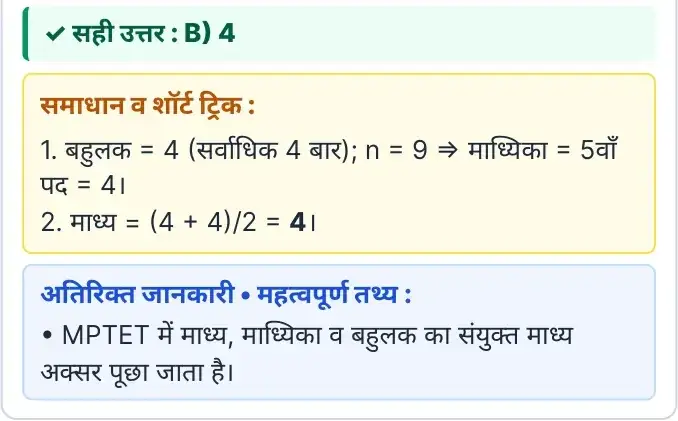 ✓ सही उत्तर : B) 4
समाधान व शॉर्ट ट्रिक :
1. बहुलक = 4 (सर्वाधिक 4 बार); n = 9 ⇒ माध्यिका = 5वाँ
पद = 4।
2. माध्य = (4 + 4)/2 = 4।
अतिरिक्त जानकारी • महत्वपूर्ण तथ्य :
• MPTET में माध्य, माध्यिका व बहुलक का संयुक्त माध्य
अक्सर पूछा जाता है।